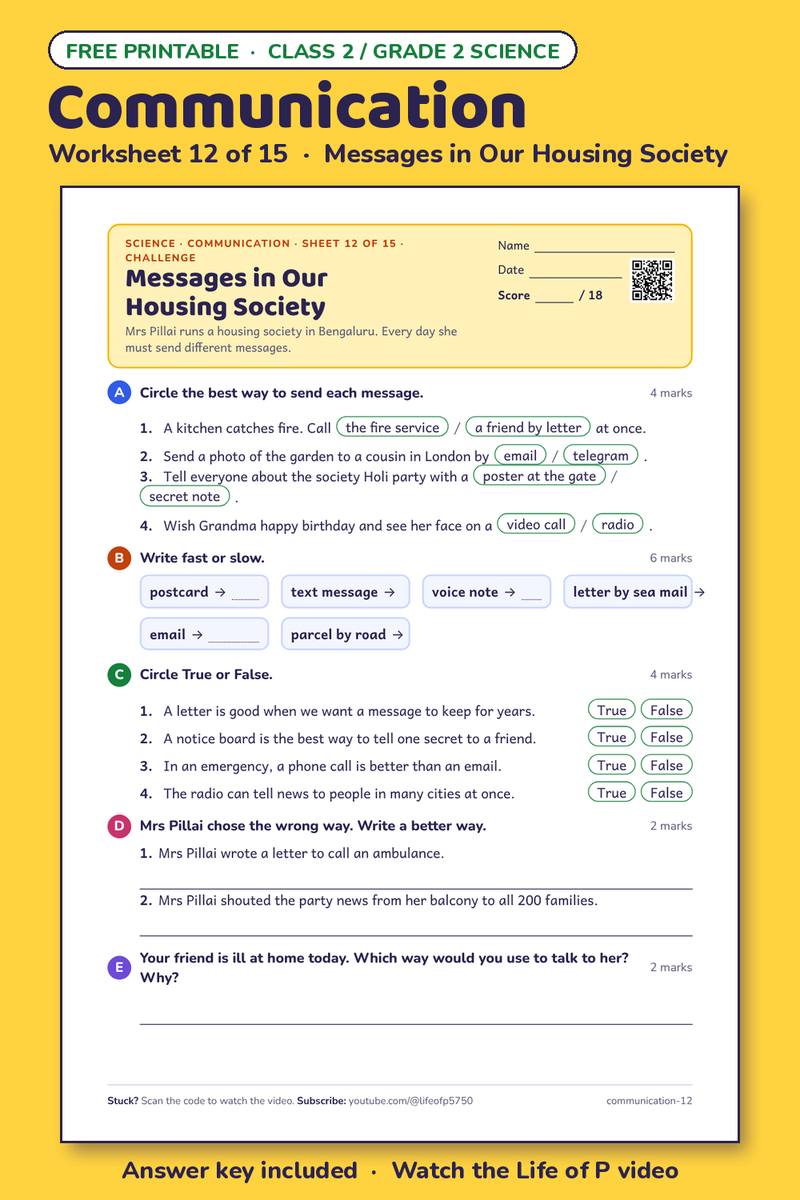 FREE PRINTABLE · CLASS 2 / GRADE 2 SCIENCE
Communication
Worksheet 12 of 15 · Messages in Our Housing Society
SCIENCE · COMMUNICATION · SHEET 12 OF 15 ·
CHALLENGE
Messages in Our
Housing Society
Mrs Pillai runs a housing society in Bengaluru. Every day she
must send different messages.
Name
Date
Score / 18
A Circle the best way to send each message. 4 marks
1. A kitchen catches fire. Call the fire service / a friend by letter at once.
2. Send a photo of the garden to a cousin in London by email / telegram .
3. Tell everyone about the society Holi party with a poster at the gate /
secret note .
4. Wish Grandma happy birthday and see her face on a video call / radio .
B Write fast or slow. 6 marks
postcard → text message → voice note → letter by sea mail →
email → parcel by road →
C Circle True or False. 4 marks
1. A letter is good when we want a message to keep for years. True False
2. A notice board is the best way to tell one secret to a friend. True False
3. In an emergency, a phone call is better than an email. True False
4. The radio can tell news to people in many cities at once. True False
D Mrs Pillai chose the wrong way. Write a better way. 2 marks
1. Mrs Pillai wrote a letter to call an ambulance.
2. Mrs Pillai shouted the party news from her balcony to all 200 families.
E Your friend is ill at home today. Which way would you use to talk to her? 2 marks
Why?
Stuck? Scan the code to watch the video. Subscribe: youtube.com/@lifeofp5750 communication-12
Answer key included · Watch the Life of P video